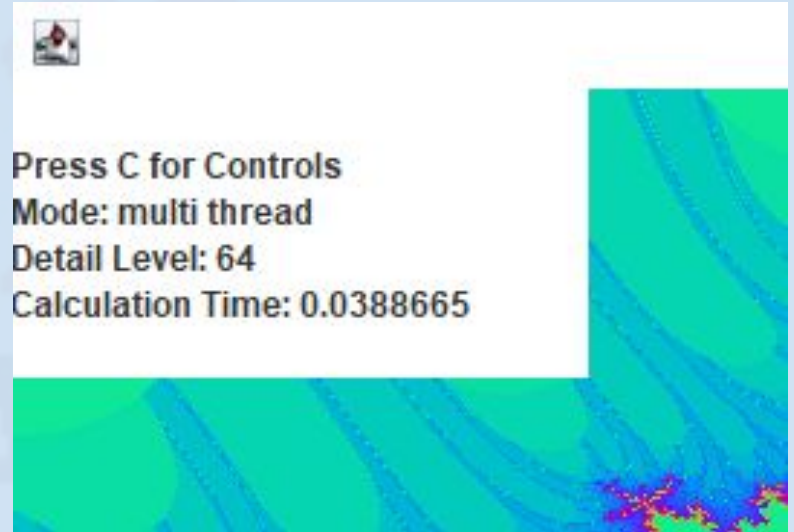 Press C for Controls
Mode: multi thread
Detail Level: 64
Calculation Time: 0.0388665